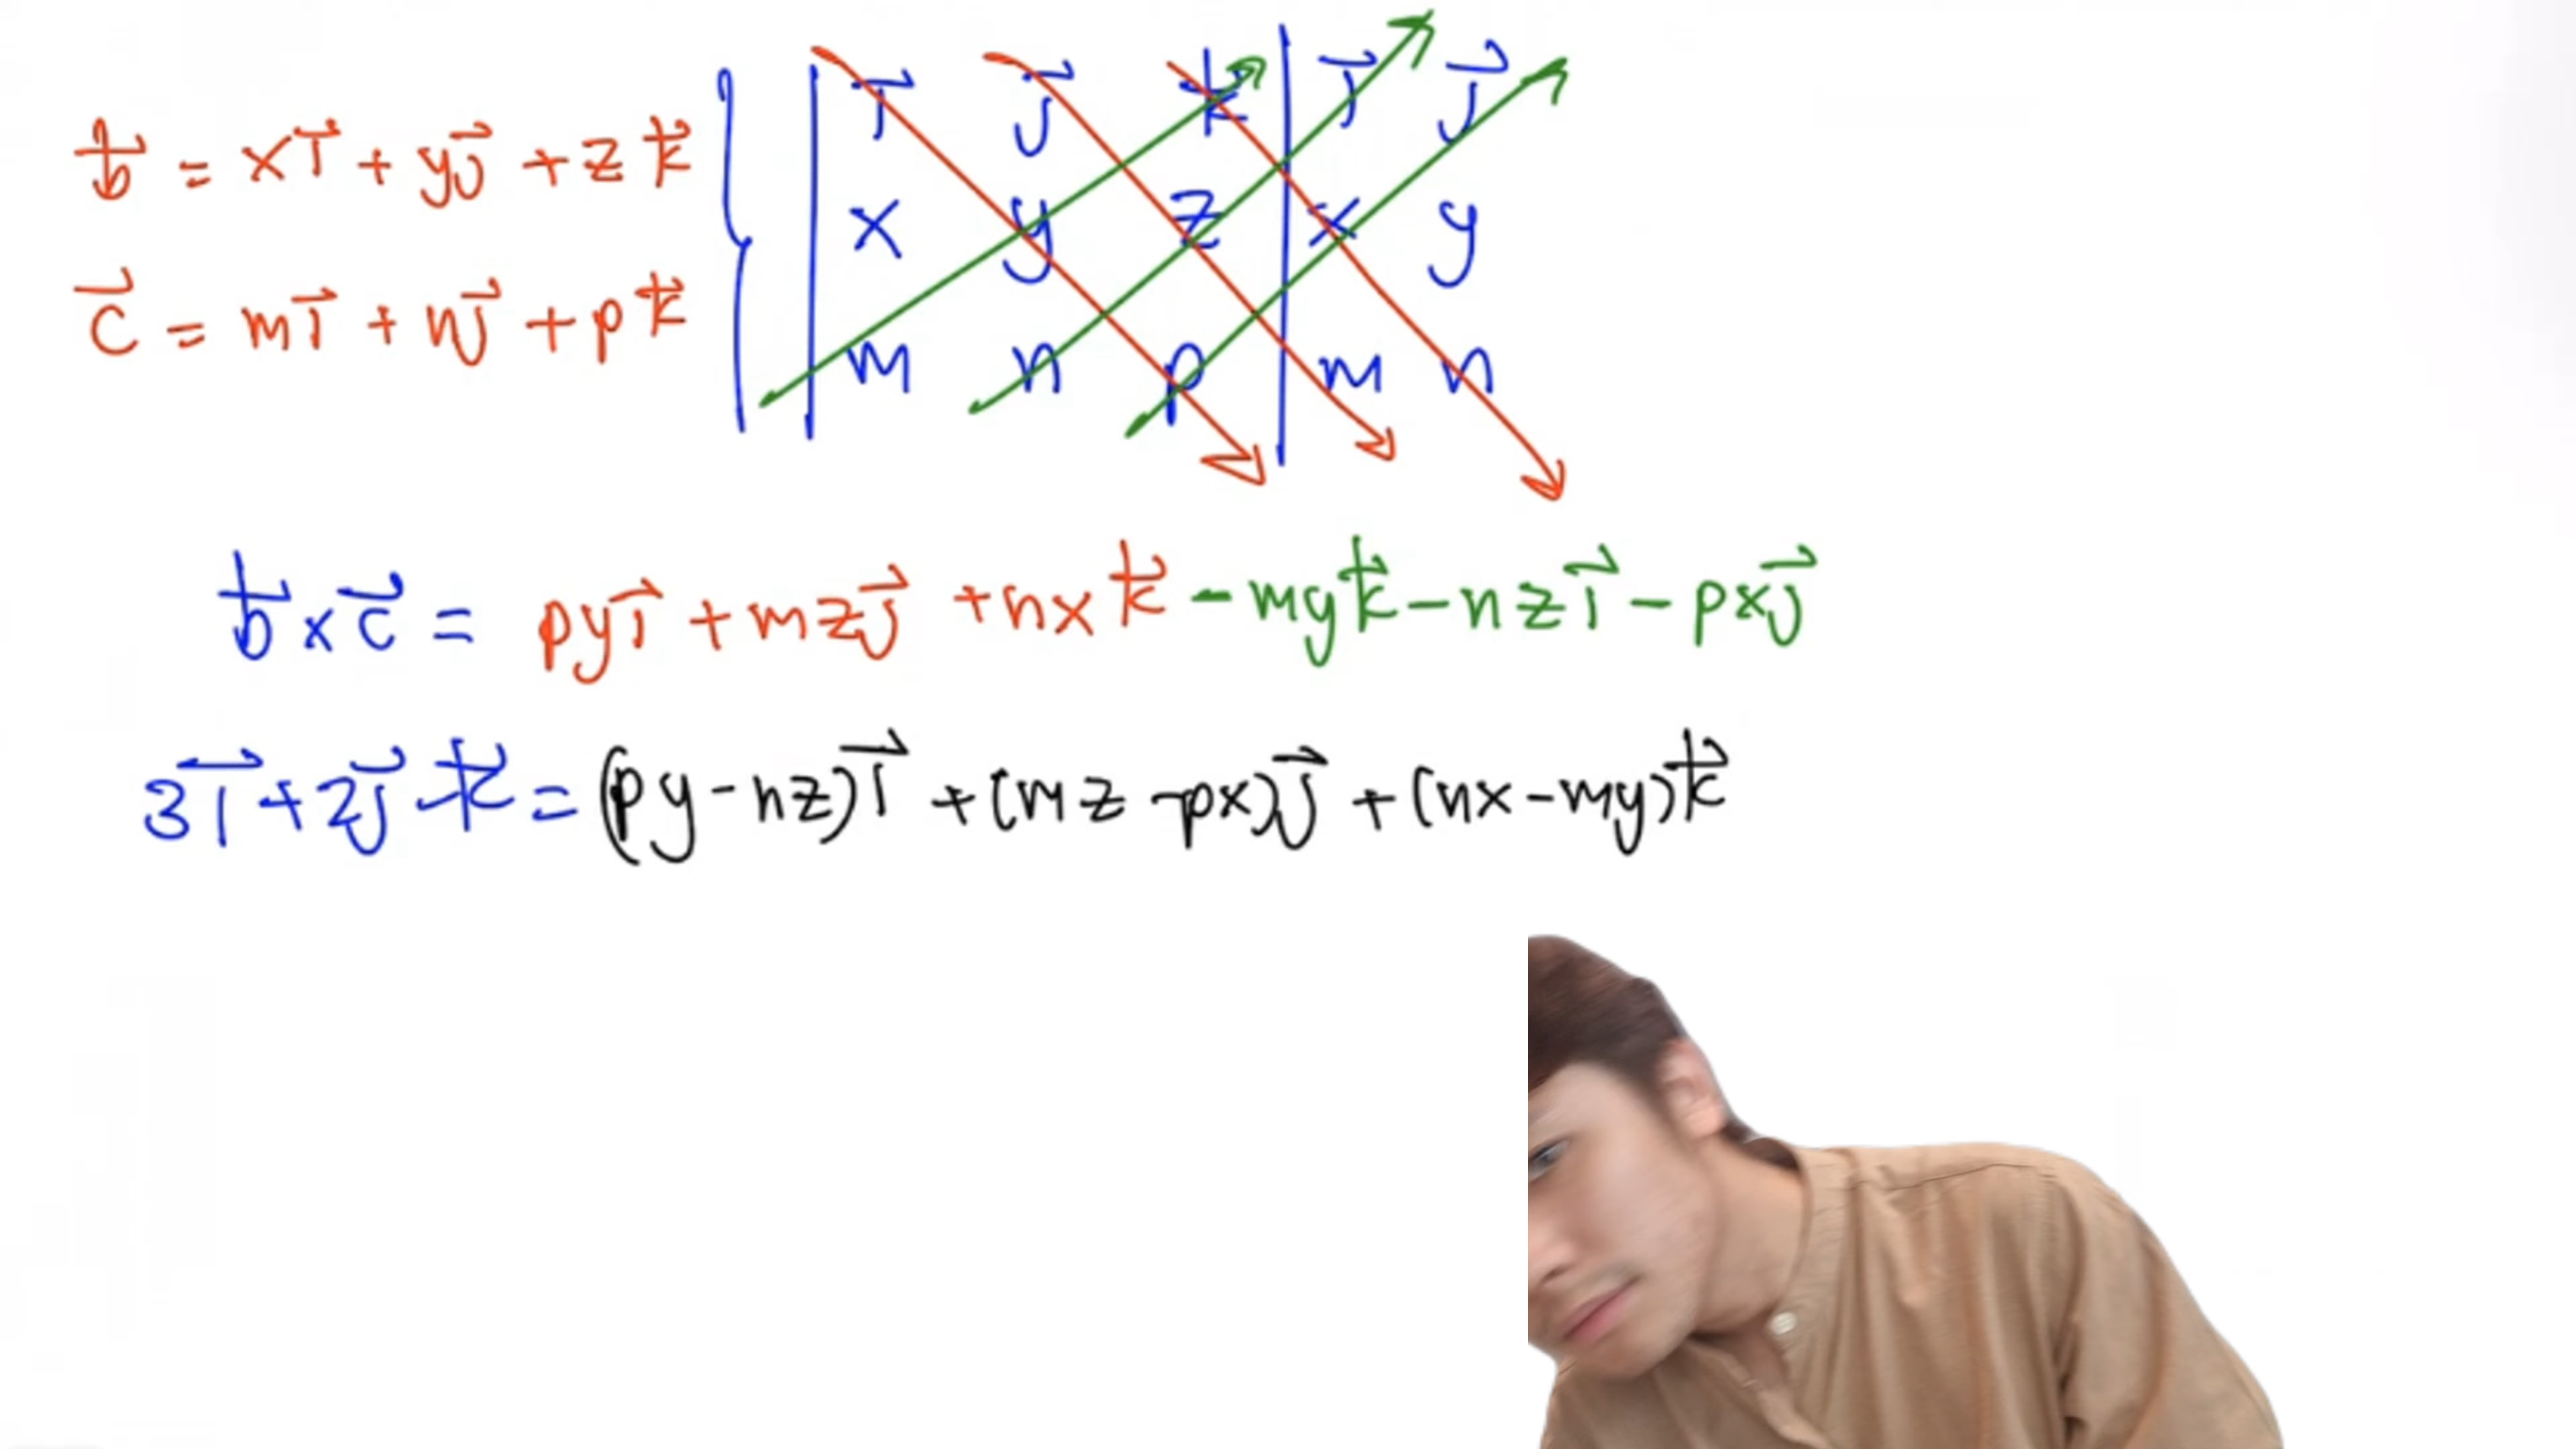 b⃗ = xi⃗ + yj⃗ + zk⃗
c⃗ = mi⃗ + nj⃗ + pk⃗
i⃗ j⃗ k⃗ i⃗ j⃗
x y z x y
m n p m n
b⃗ × c⃗ = pyi⃗ + mzj⃗ + nxk⃗ - myk⃗ - nzi⃗ - pxj⃗
3i⃗ + 2j⃗ - k⃗ = (py - nz)i⃗ + (mz - px)j⃗ + (nx - my)k⃗